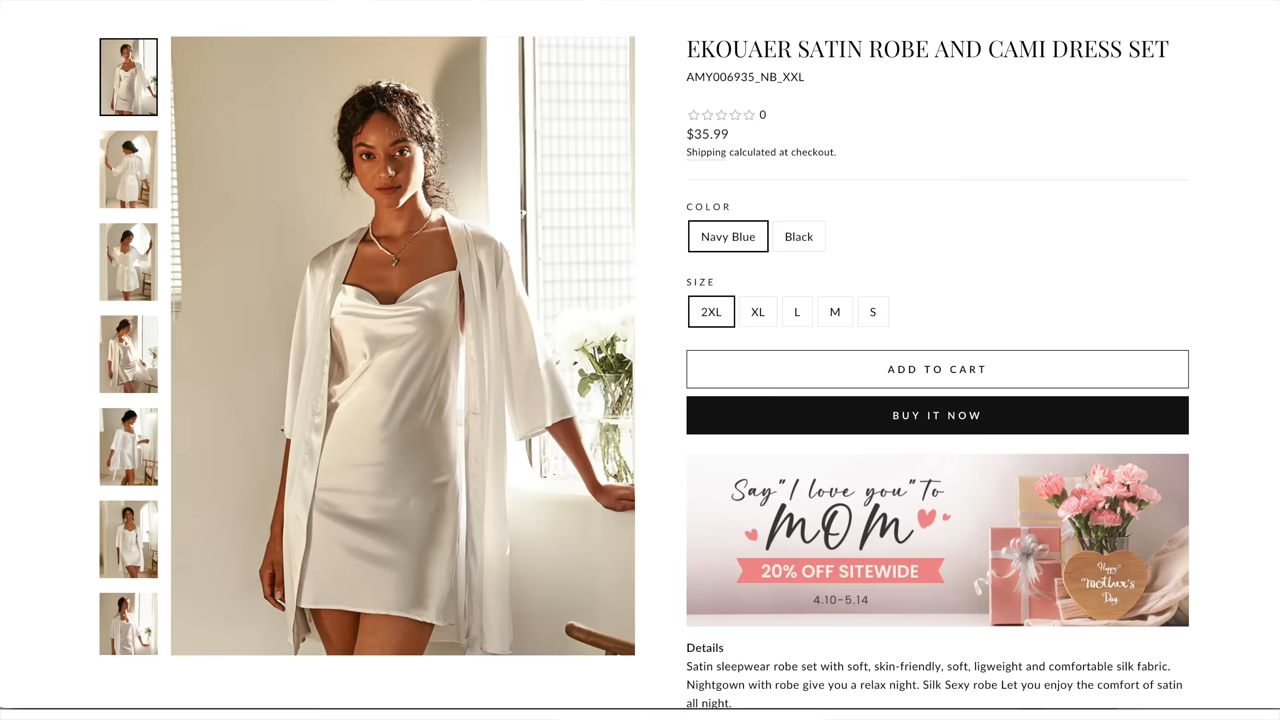 EKOUAER SATIN ROBE AND CAMI DRESS SET
AMY006935_NB_XXL
0
$35.99
Shipping calculated at checkout.
COLOR
Navy Blue
Black
SIZE
2XL
XL
L
M
S
ADD TO CART
BUY IT NOW
Say "I love you" To
MOM
20% OFF SITEWIDE
4.10-5.14
Happy
"Mother's
Day
Details
Satin sleepwear robe set with soft, skin-friendly, soft, ligweight and comfortable silk fabric.
Nightgown with robe give you a relax night. Silk Sexy robe Let you enjoy the comfort of satin
all night.